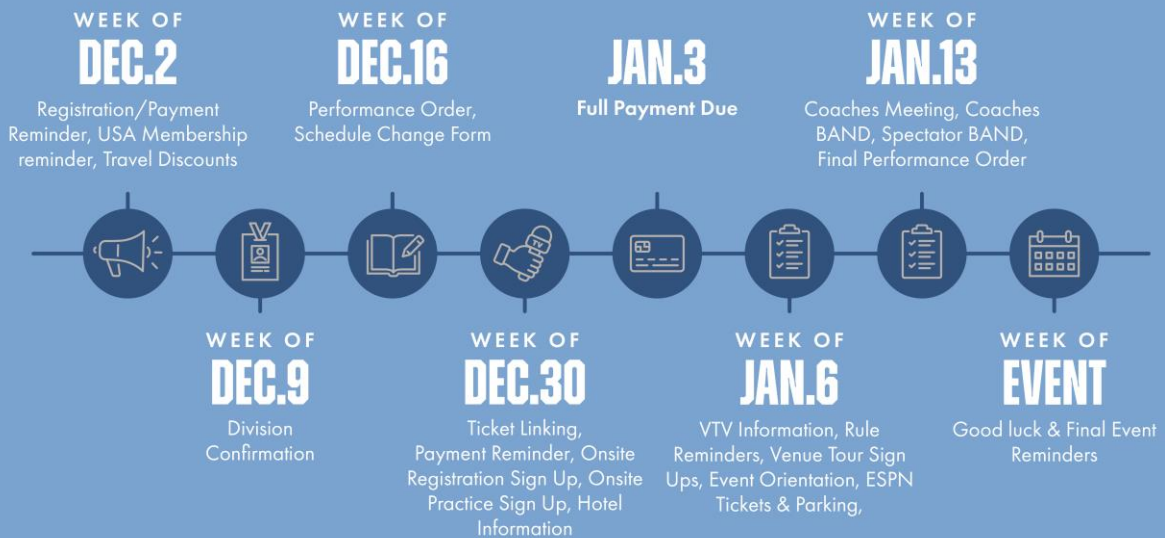 WEEK OF
DEC.2
Registration/Payment
Reminder, USA Membership
reminder, Travel Discounts
WEEK OF
DEC.16
Performance Order,
Schedule Change Form
JAN.3
Full Payment Due
WEEK OF
JAN.13
Coaches Meeting, Coaches
BAND, Spectator BAND,
Final Performance Order
TV
WEEK OF
DEC.9
Division
Confirmation
WEEK OF
DEC.30
Ticket Linking,
Payment Reminder, Onsite
Registration Sign Up, Onsite
Practice Sign Up, Hotel
Information
WEEK OF
JAN.6
VTV Information, Rule
Reminders, Venue Tour Sign
Ups, Event Orientation, ESPN
Tickets & Parking,
WEEK OF
EVENT
Good luck & Final Event
Reminders